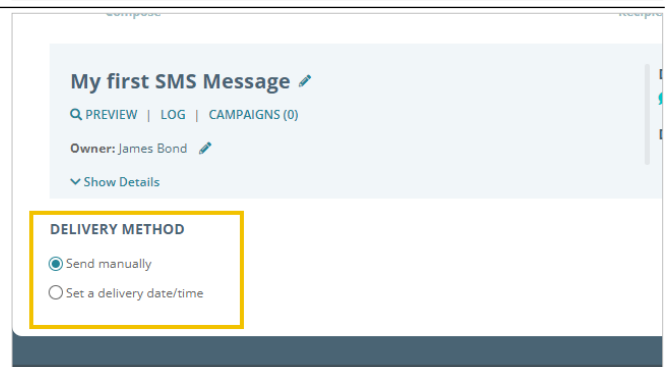 Compose
My first SMS Message
PREVIEW | LOG | CAMPAIGNS (0)
Owner: James Bond
Show Details
DELIVERY METHOD
Send manually
Set a delivery date/time